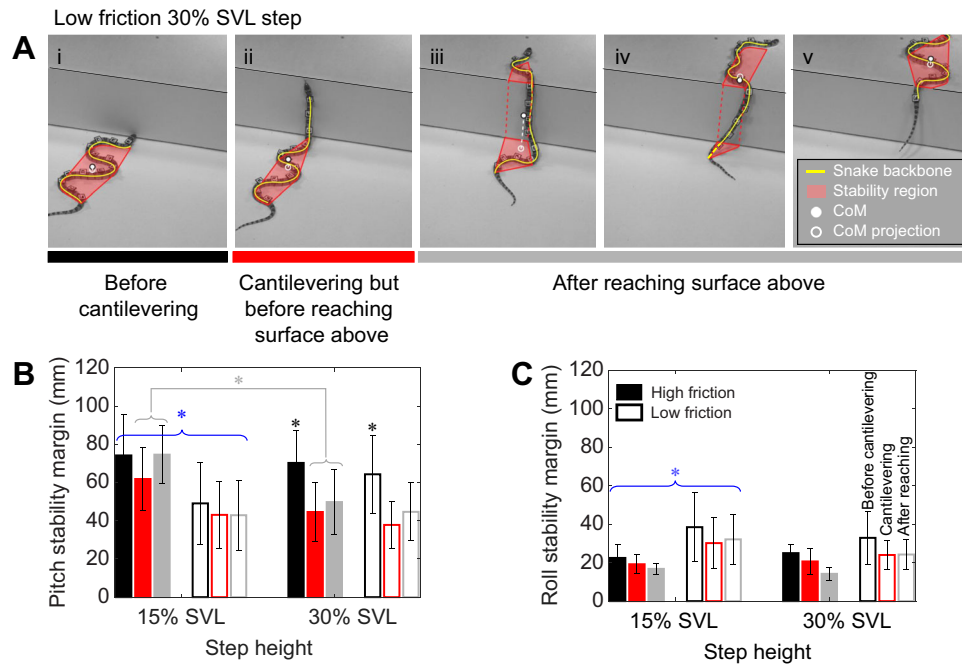 Low friction 30% SVL step
A
i
ii
iii
iv
v
Snake backbone
Stability region
CoM
CoM projection
Before
cantilevering
Cantilevering but
before reaching
surface above
After reaching surface above
B
Pitch stability margin (mm)
120
100
80
60
40
20
0
*
*
*
*
15% SVL
30% SVL
Step height
C
Roll stability margin (mm)
120
100
80
60
40
20
0
High friction
Low friction
*
Before cantilevering
Cantilevering
After reaching
15% SVL
30% SVL
Step height